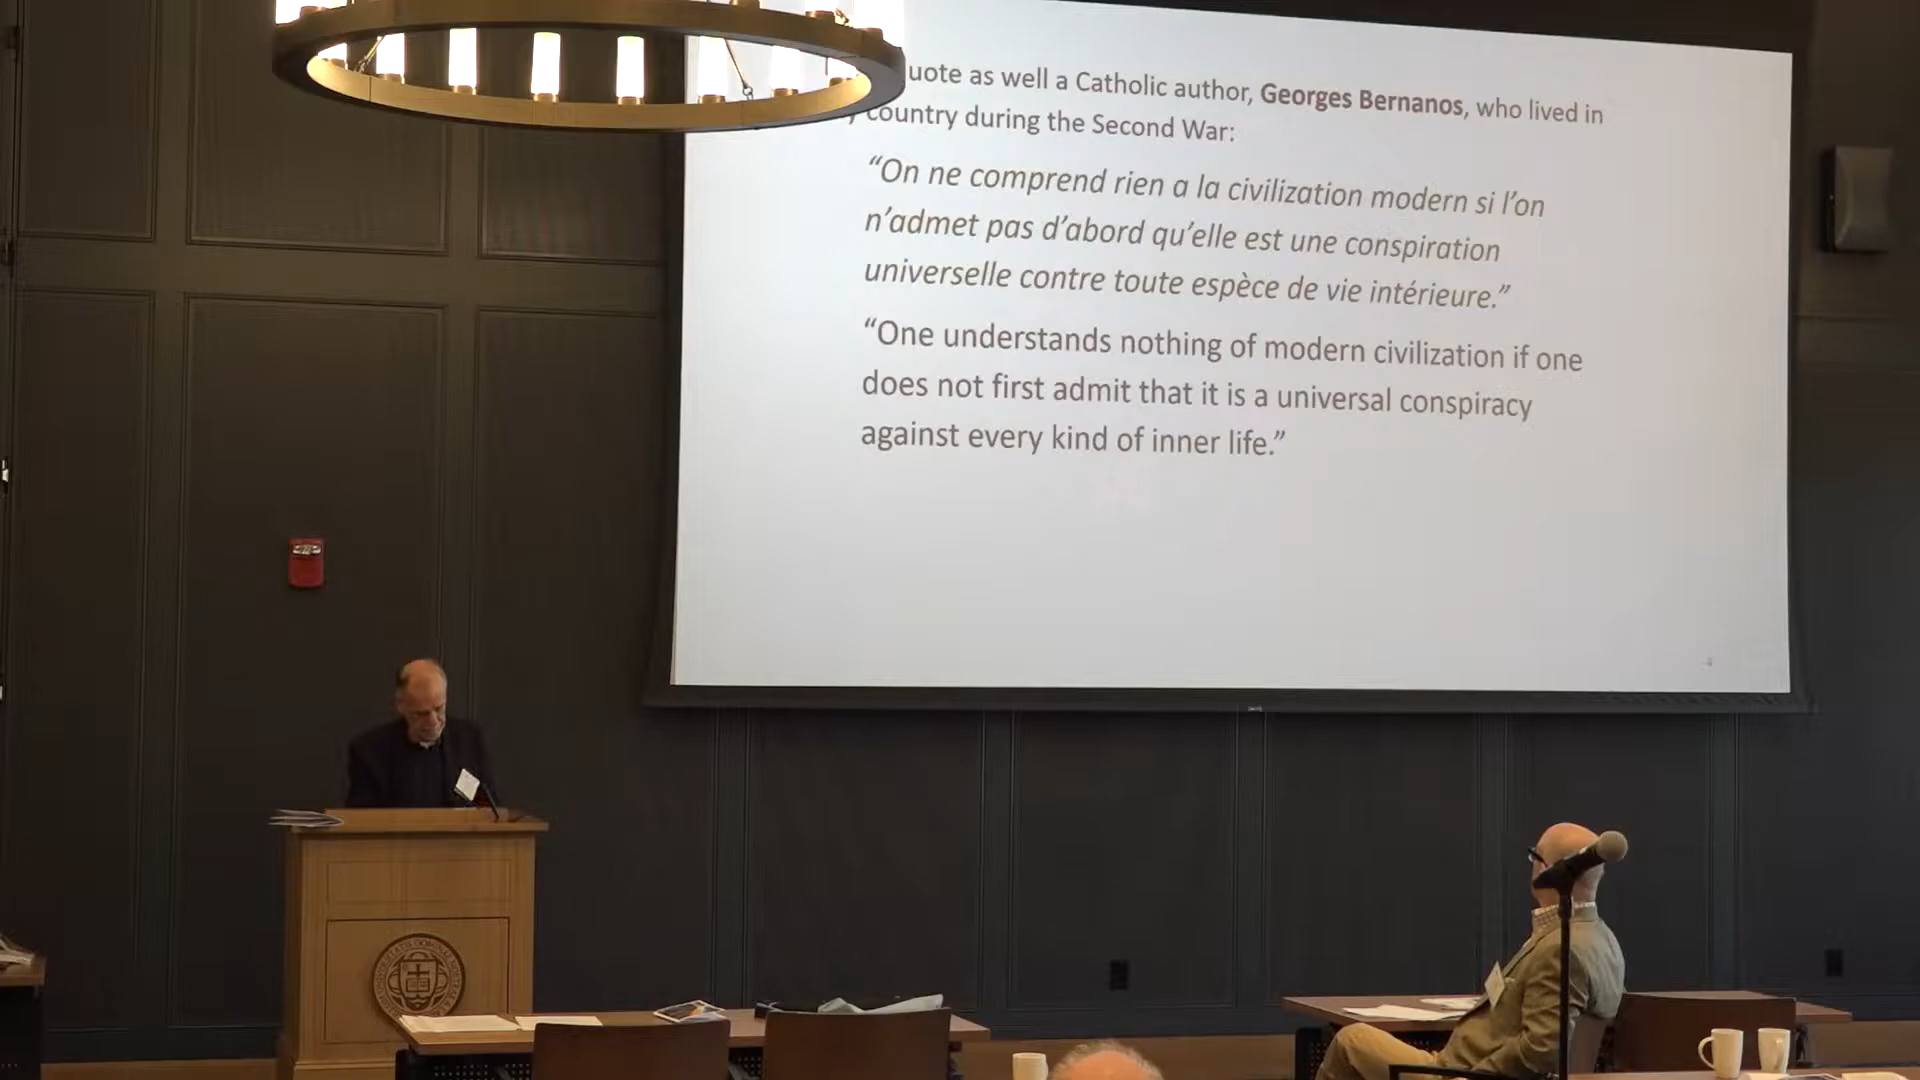 uote as well a Catholic author, Georges Bernanos, who lived in
country during the Second War:
“On ne comprend rien a la civilization modern si l’on
n’admet pas d’abord qu’elle est une conspiration
universelle contre toute espèce de vie intérieure.”
“One understands nothing of modern civilization if one
does not first admit that it is a universal conspiracy
against every kind of inner life.”